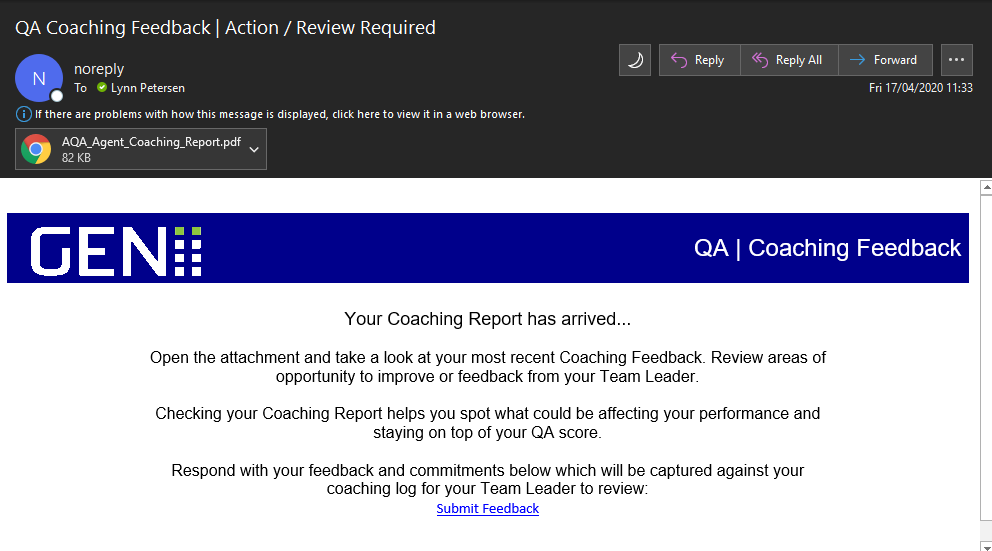 QA Coaching Feedback | Action / Review Required
N
noreply
To Lynn Petersen
Reply
Reply All
Forward
Fri 17/04/2020 11:33
If there are problems with how this message is displayed, click here to view it in a web browser.
AQA_Agent_Coaching_Report.pdf
82 KB
GENII
QA | Coaching Feedback
Your Coaching Report has arrived...
Open the attachment and take a look at your most recent Coaching Feedback. Review areas of
opportunity to improve or feedback from your Team Leader.
Checking your Coaching Report helps you spot what could be affecting your performance and
staying on top of your QA score.
Respond with your feedback and commitments below which will be captured against your
coaching log for your Team Leader to review:
Submit Feedback